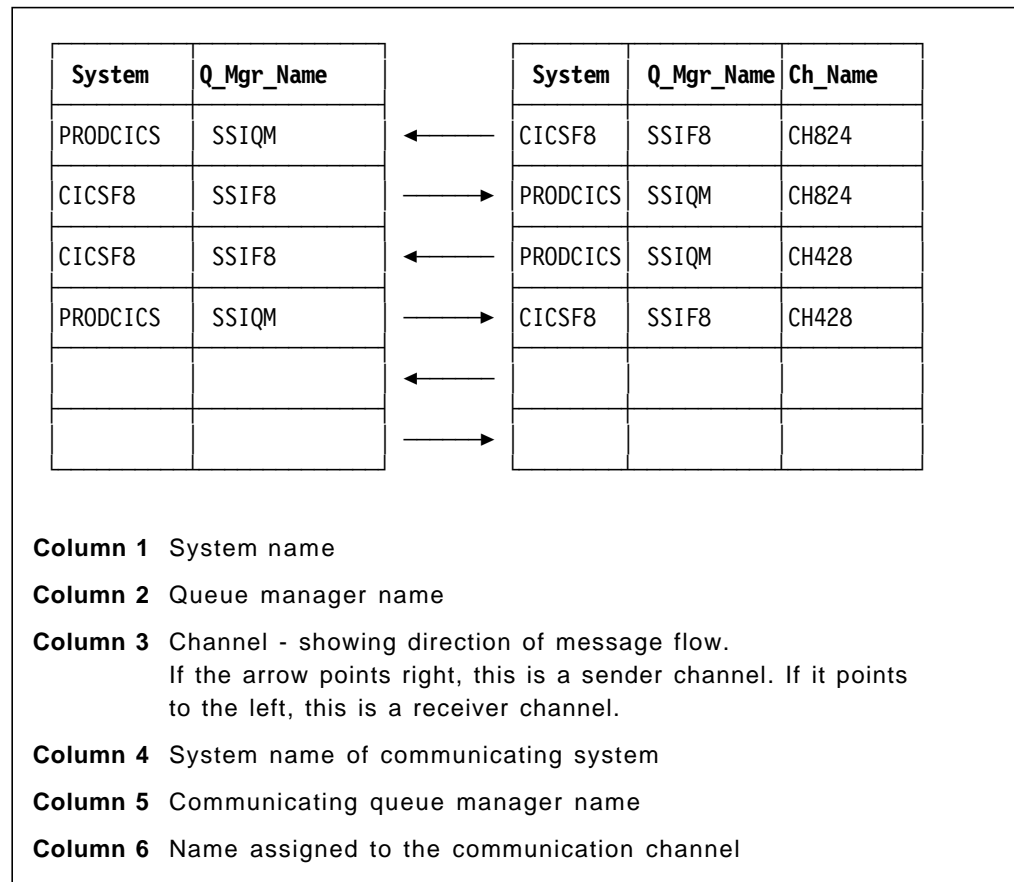 System Q_Mgr_Name System Q_Mgr_Name Ch_Name
PRODCICS SSIQM CICSF8 SSIF8 CH824
CICSF8 SSIF8 PRODCICS SSIQM CH824
CICSF8 SSIF8 PRODCICS SSIQM CH428
PRODCICS SSIQM CICSF8 SSIF8 CH428
Column 1 System name
Column 2 Queue manager name
Column 3 Channel - showing direction of message flow.
If the arrow points right, this is a sender channel. If it points
to the left, this is a receiver channel.
Column 4 System name of communicating system
Column 5 Communicating queue manager name
Column 6 Name assigned to the communication channel